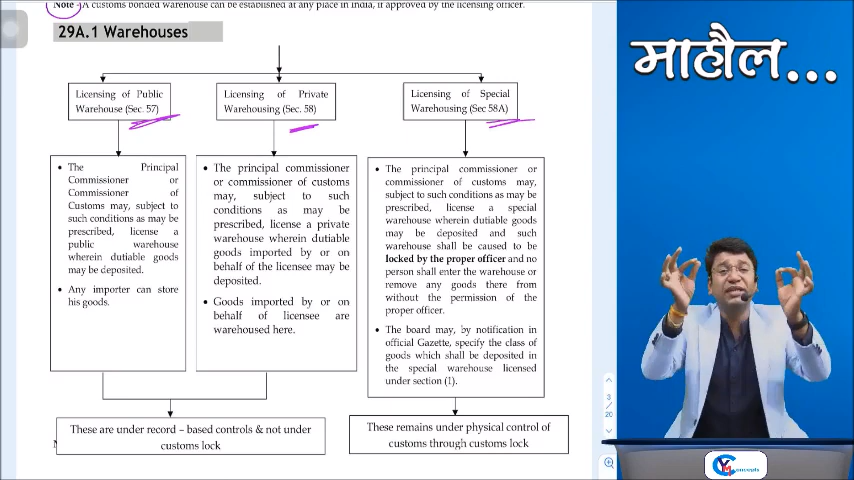 Note - A customs bonded warehouse can be established at any place in India, if approved by the licensing officer.
29A.1 Warehouses
Licensing of Public
Warehouse (Sec. 57)
Licensing of Private
Warehousing (Sec. 58)
Licensing of Special
Warehousing (Sec 58A)
• The Principal
Commissioner or
Commissioner of
Customs may, subject to
such conditions as may be
prescribed, license a
public warehouse
wherein dutiable goods
may be deposited.
• Any importer can store
his goods.
• The principal commissioner
or commissioner of customs
may, subject to such
conditions as may be
prescribed, license a private
warehouse wherein dutiable
goods imported by or on
behalf of the licensee may be
deposited.
• Goods imported by or on
behalf of licensee are
warehoused here.
• The principal commissioner or
commissioner of customs may,
subject to such conditions as may be
prescribed, license a special
warehouse wherein dutiable goods
may be deposited and such
warehouse shall be caused to be
locked by the proper officer and no
person shall enter the warehouse or
remove any goods there from
without the permission of the
proper officer.
• The board may, by notification in
official Gazette, specify the class of
goods which shall be deposited in
the special warehouse licensed
under section (1).
These are under record – based controls & not under
customs lock
These remains under physical control of
customs through customs lock
माहौल...
3
/
20
Concepts